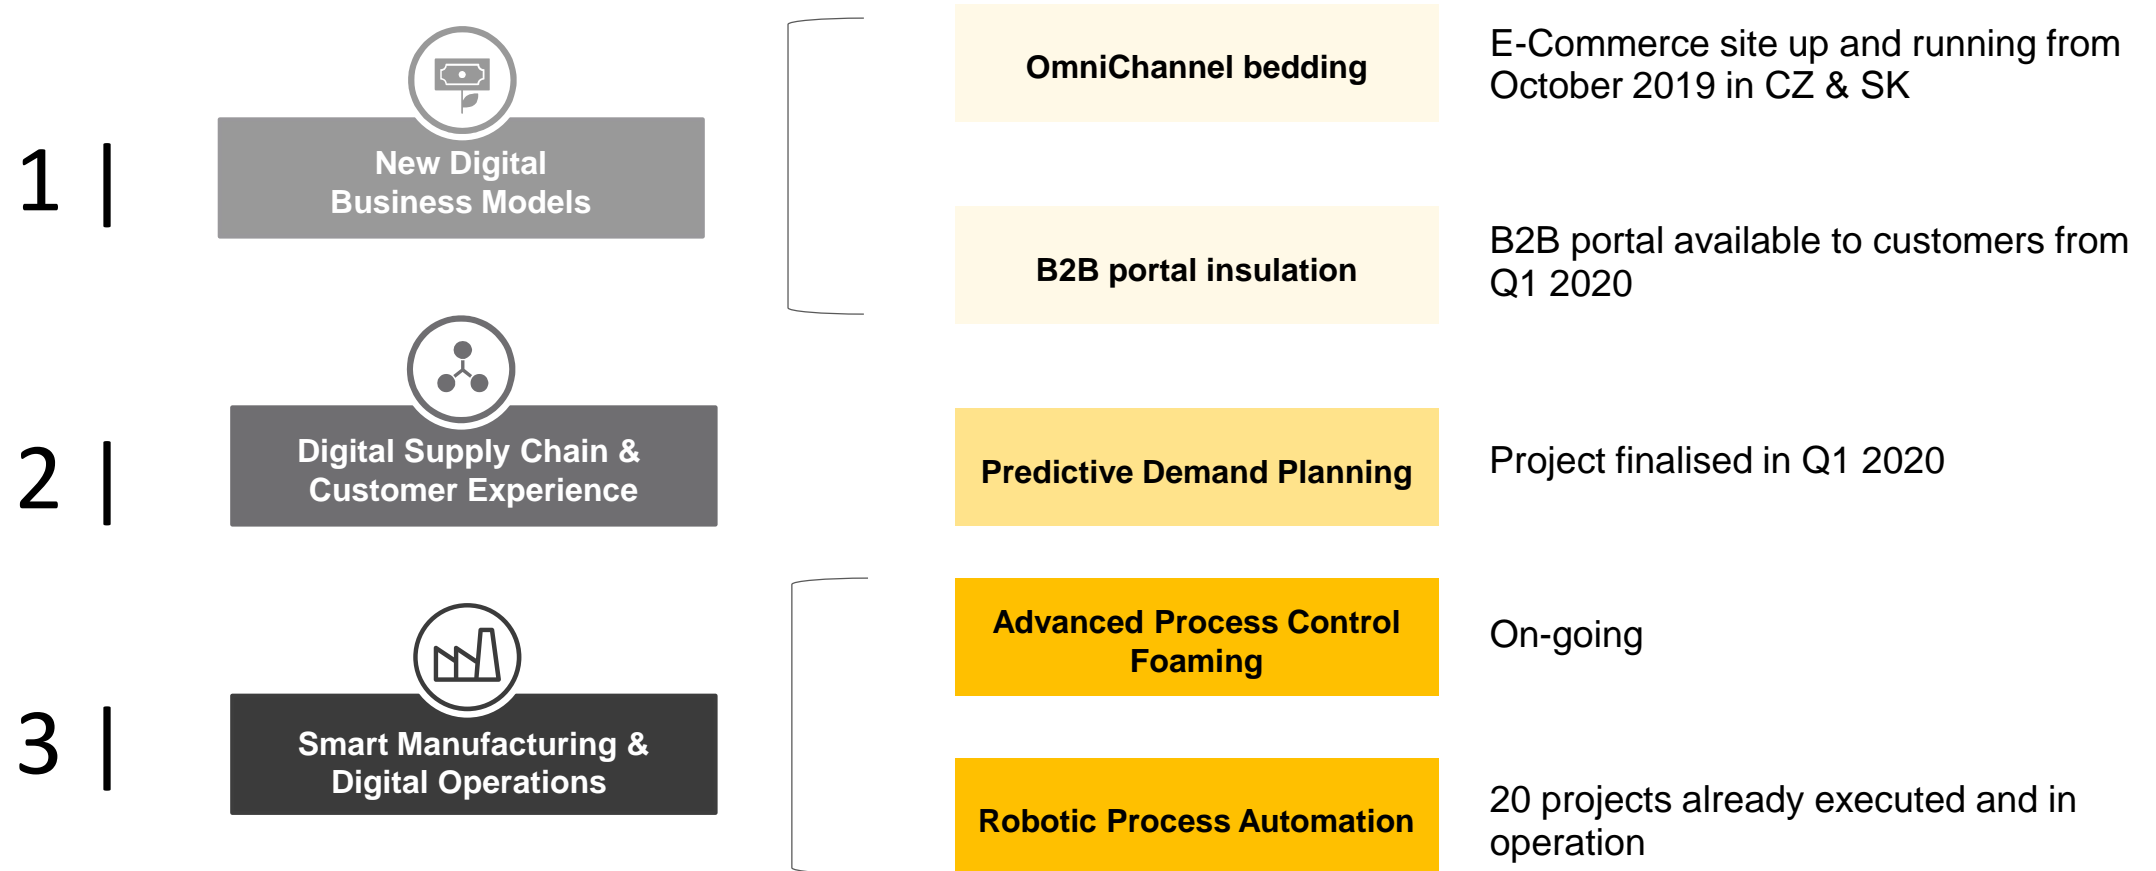 1 |
New Digital
Business Models
OmniChannel bedding
E-Commerce site up and running from
October 2019 in CZ & SK
B2B portal insulation
B2B portal available to customers from
Q1 2020
2 |
Digital Supply Chain &
Customer Experience
Predictive Demand Planning
Project finalised in Q1 2020
3 |
Smart Manufacturing &
Digital Operations
Advanced Process Control
Foaming
On-going
Robotic Process Automation
20 projects already executed and in
operation